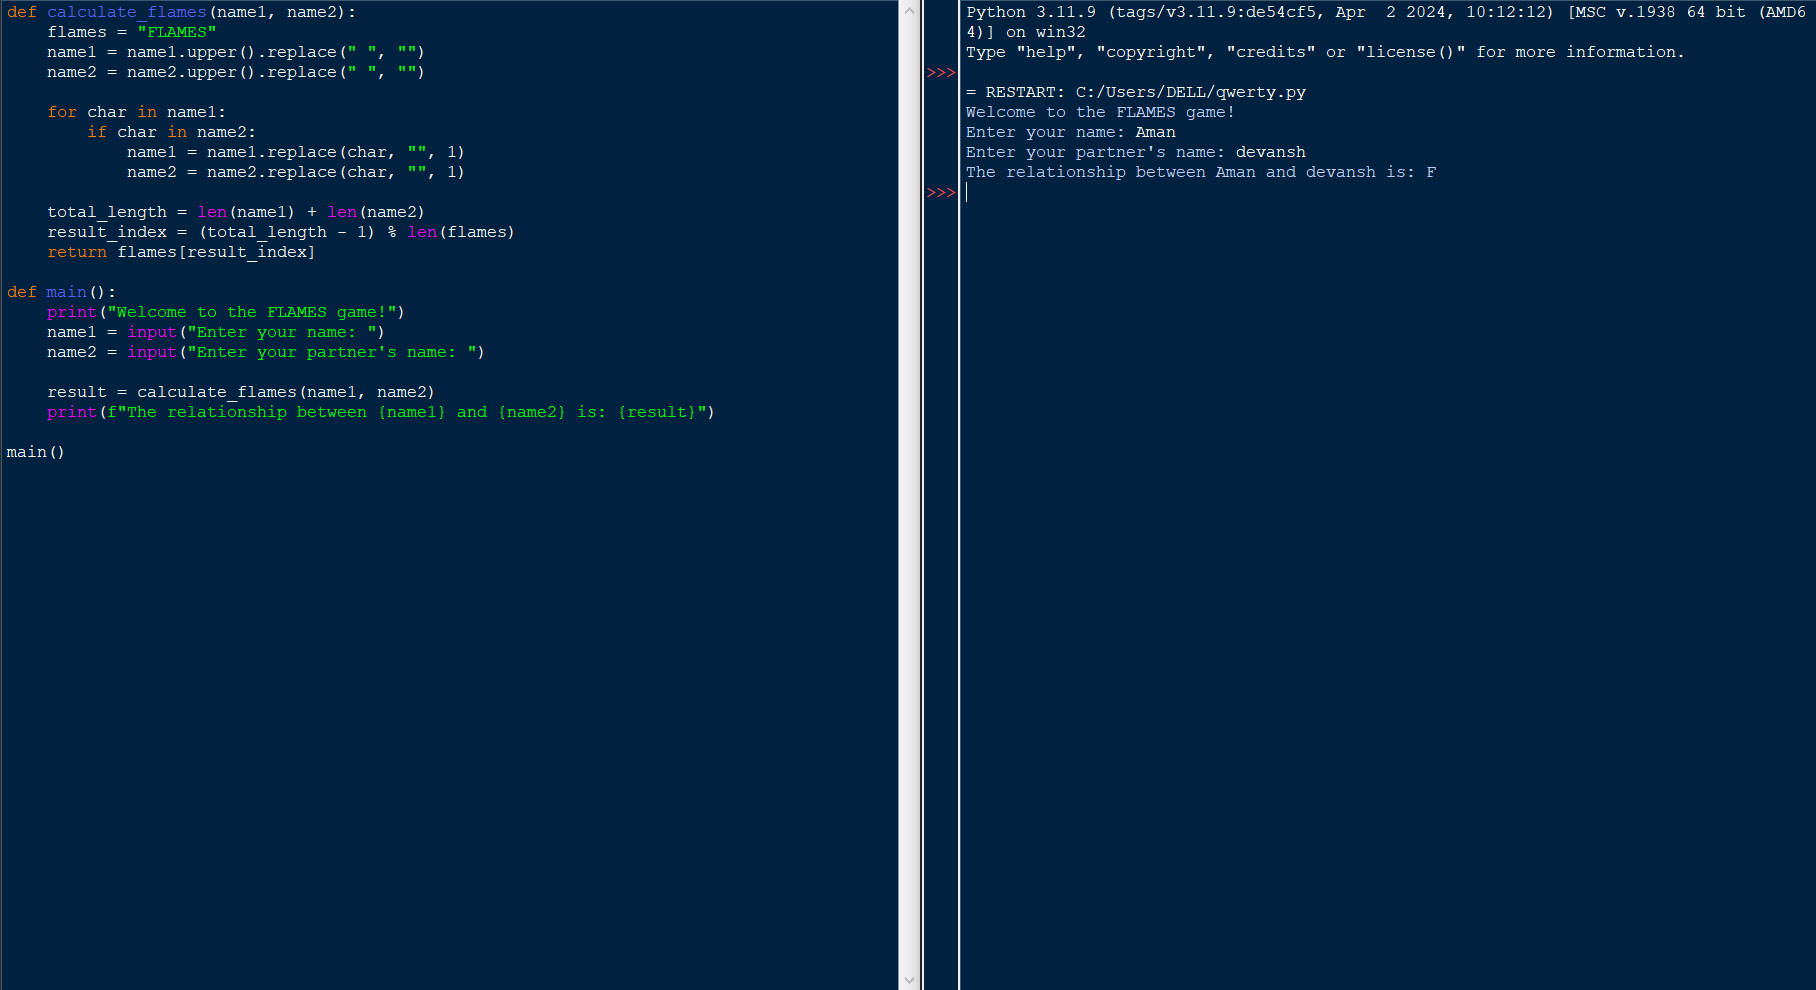 def calculate_flames(name1, name2):
    flames = "FLAMES"
    name1 = name1.upper().replace(" ", "")
    name2 = name2.upper().replace(" ", "")

    for char in name1:
        if char in name2:
            name1 = name1.replace(char, "", 1)
            name2 = name2.replace(char, "", 1)

    total_length = len(name1) + len(name2)
    result_index = (total_length - 1) % len(flames)
    return flames[result_index]

def main():
    print("Welcome to the FLAMES game!")
    name1 = input("Enter your name: ")
    name2 = input("Enter your partner's name: ")

    result = calculate_flames(name1, name2)
    print(f"The relationship between {name1} and {name2} is: {result}")

main()

Python 3.11.9 (tags/v3.11.9:de54cf5, Apr  2 2024, 10:12:12) [MSC v.1938 64 bit (AMD6
4)] on win32
Type "help", "copyright", "credits" or "license()" for more information.
>>>
= RESTART: C:/Users/DELL/qwerty.py
Welcome to the FLAMES game!
Enter your name: Aman
Enter your partner's name: devansh
The relationship between Aman and devansh is: F
>>>